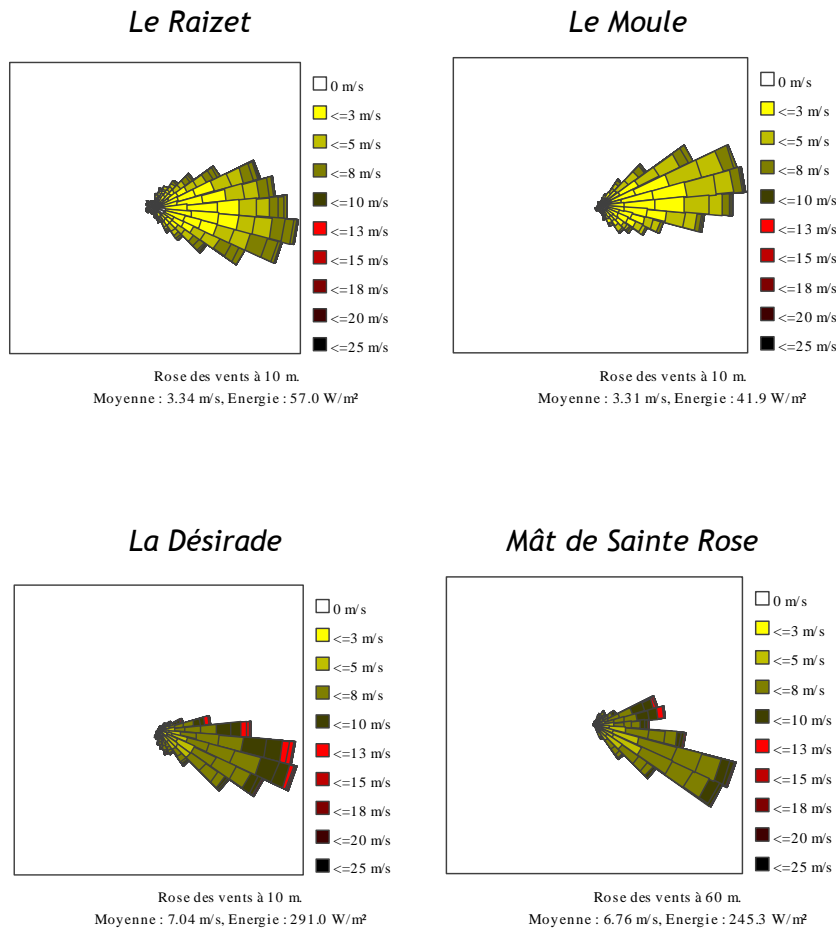 Le Raizet
0 m/s
<=3 m/s
<=5 m/s
<=8 m/s
<=10 m/s
<=13 m/s
<=15 m/s
<=18 m/s
<=20 m/s
<=25 m/s
Rose des vents à 10 m.
Moyenne : 3.34 m/s, Energie : 57.0 W/m²
Le Moule
0 m/s
<=3 m/s
<=5 m/s
<=8 m/s
<=10 m/s
<=13 m/s
<=15 m/s
<=18 m/s
<=20 m/s
<=25 m/s
Rose des vents à 10 m.
Moyenne : 3.31 m/s, Energie : 41.9 W/m²
La Désirade
0 m/s
<=3 m/s
<=5 m/s
<=8 m/s
<=10 m/s
<=13 m/s
<=15 m/s
<=18 m/s
<=20 m/s
<=25 m/s
Rose des vents à 10 m.
Moyenne : 7.04 m/s, Energie : 291.0 W/m²
Mât de Sainte Rose
0 m/s
<=3 m/s
<=5 m/s
<=8 m/s
<=10 m/s
<=13 m/s
<=15 m/s
<=18 m/s
<=20 m/s
<=25 m/s
Rose des vents à 60 m.
Moyenne : 6.76 m/s, Energie : 245.3 W/m²